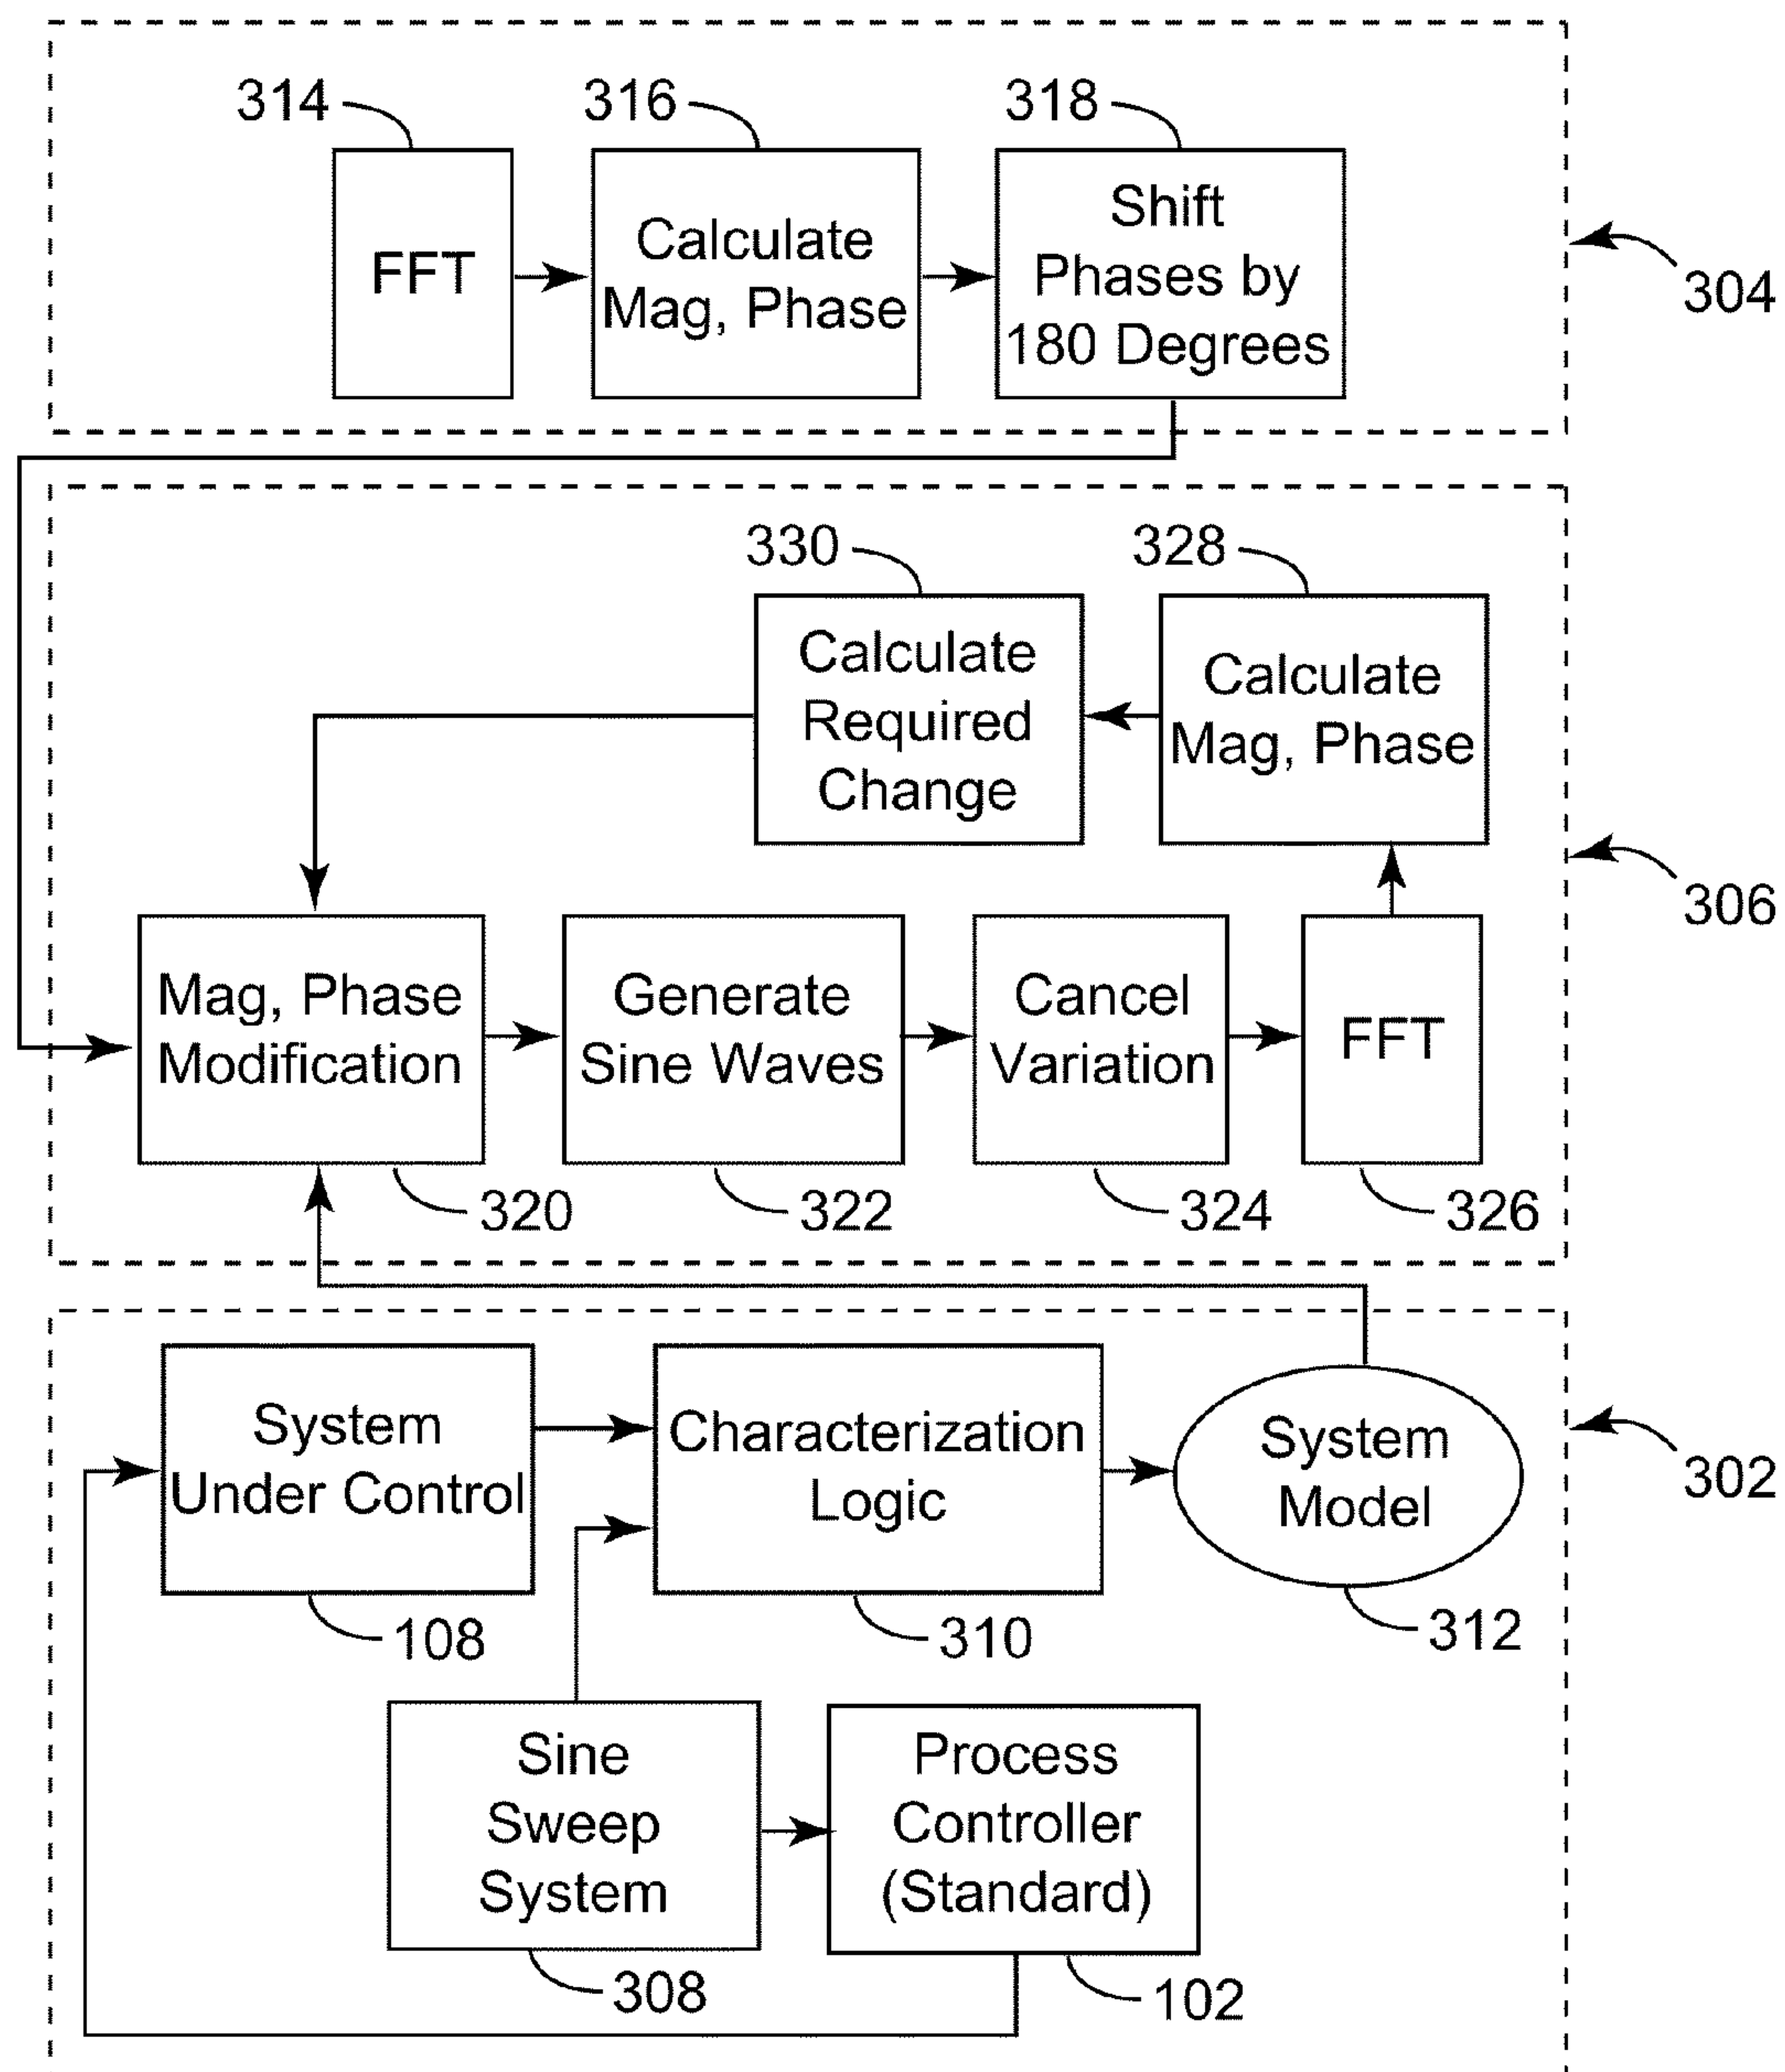 314
316
318
FFT
Calculate
Mag, Phase
Shift
Phases by
180 Degrees
304
330
328
Calculate
Required
Change
Calculate
Mag, Phase
306
Mag, Phase
Modification
Generate
Sine Waves
Cancel
Variation
FFT
320
322
324
326
System
Under Control
Characterization
Logic
System
Model
302
108
310
312
Sine
Sweep
System
Process
Controller
(Standard)
308
102